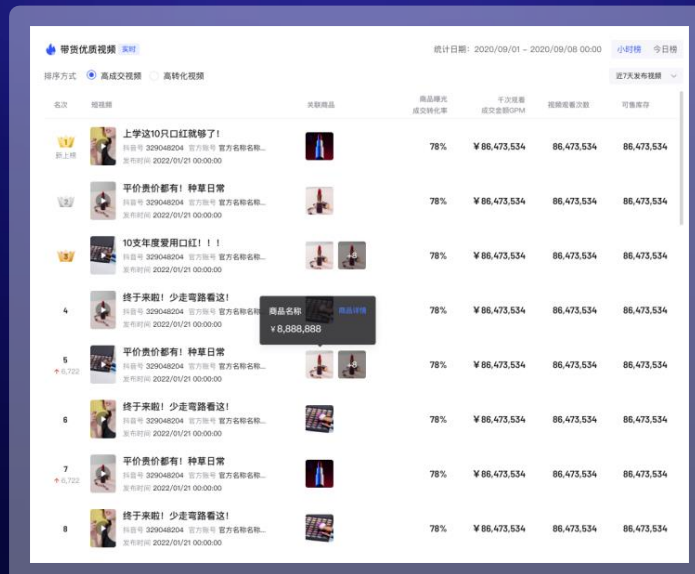 带货优质视频 实时
统计日期：2020/09/01 - 2020/09/08 00:00 小时榜 今日榜
排序方式 高成交视频 高转化视频 近7天发布视频
名次 短视频 关联商品 商品曝光成交转化率 千次观看成交金额GPM 视频观看次数 可售库存
1 新上榜
上学这10只口红就够了！
抖音号 329048204 官方账号 官方名称名称...
发布时间 2022/01/21 00:00:00
78% ¥86,473,534 86,473,534 86,473,534
2
平价贵价都有！种草日常
抖音号 329048204 官方账号 官方名称名称...
发布时间 2022/01/21 00:00:00
78% ¥86,473,534 86,473,534 86,473,534
3
10支年度爱用口红！！！
抖音号 329048204 官方账号 官方名称名称...
发布时间 2022/01/21 00:00:00
+8
78% ¥86,473,534 86,473,534 86,473,534
4
终于来啦！少走弯路看这！
抖音号 329048204 官方账号 官方名称名称
发布时间 2022/01/21 00:00:00
商品名称 商品详情
¥8,888,888
78% ¥86,473,534 86,473,534 86,473,534
5 ↑6,722
平价贵价都有！种草日常
抖音号 329048204 官方账号 官方名称名称...
发布时间 2022/01/21 00:00:00
+8
78% ¥86,473,534 86,473,534 86,473,534
6
终于来啦！少走弯路看这！
抖音号 329048204 官方账号 官方名称名称...
发布时间 2022/01/21 00:00:00
78% ¥86,473,534 86,473,534 86,473,534
7 ↑6,722
平价贵价都有！种草日常
抖音号 329048204 官方账号 官方名称名称...
发布时间 2022/01/21 00:00:00
78% ¥86,473,534 86,473,534 86,473,534
8
终于来啦！少走弯路看这！
抖音号 329048204 官方账号 官方名称名称...
发布时间 2022/01/21 00:00:00
78% ¥86,473,534 86,473,534 86,473,534